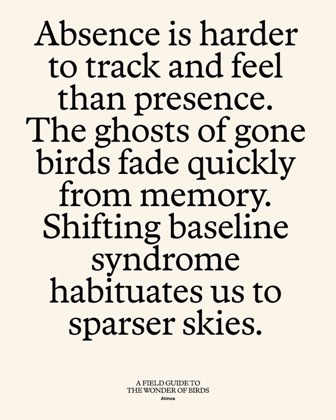 Absence is harder
to track and feel
than presence.
The ghosts of gone
birds fade quickly
from memory.
Shifting baseline
syndrome
habituates us to
sparser skies.
A FIELD GUIDE TO
THE WONDER OF BIRDS
Atmos